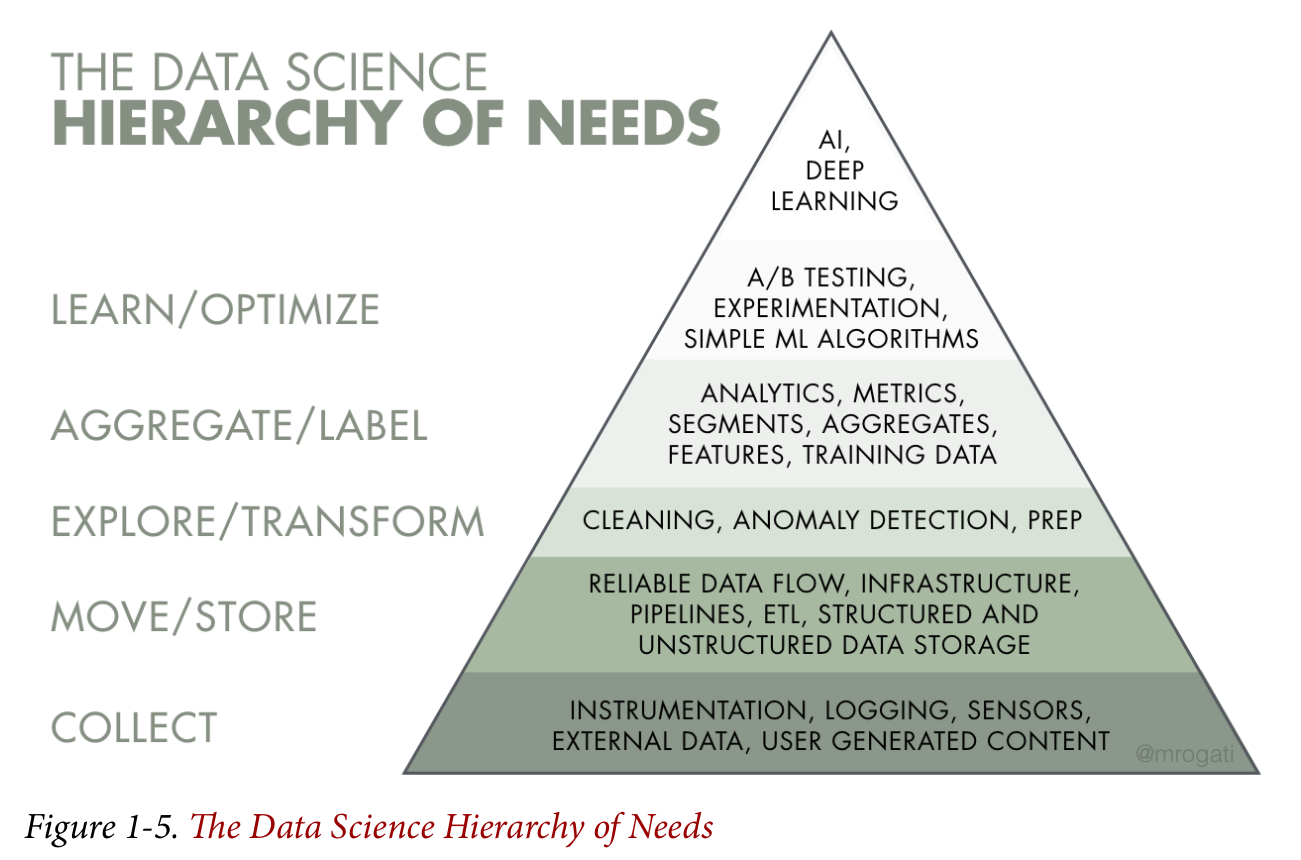 THE DATA SCIENCE
HIERARCHY OF NEEDS
AI,
DEEP
LEARNING
LEARN/OPTIMIZE
A/B TESTING,
EXPERIMENTATION,
SIMPLE ML ALGORITHMS
AGGREGATE/LABEL
ANALYTICS, METRICS,
SEGMENTS, AGGREGATES,
FEATURES, TRAINING DATA
EXPLORE/TRANSFORM
CLEANING, ANOMALY DETECTION, PREP
MOVE/STORE
RELIABLE DATA FLOW, INFRASTRUCTURE,
PIPELINES, ETL, STRUCTURED AND
UNSTRUCTURED DATA STORAGE
COLLECT
INSTRUMENTATION, LOGGING, SENSORS,
EXTERNAL DATA, USER GENERATED CONTENT
@mrogati
Figure 1-5. The Data Science Hierarchy of Needs